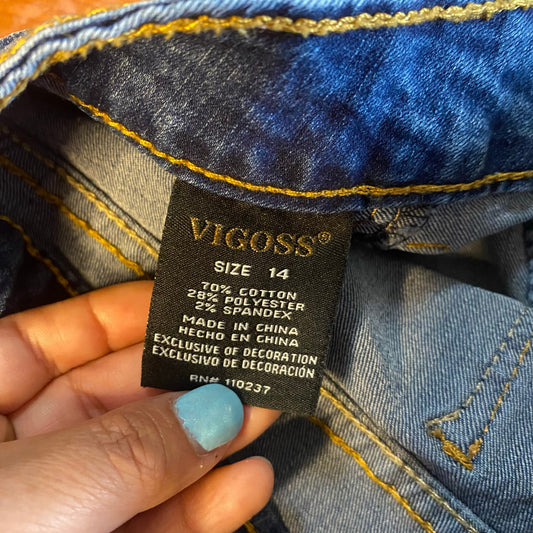 VIGOSS®
SIZE 14
70% COTTON
28% POLYESTER
2% SPANDEX
MADE IN CHINA
HECHO EN CHINA
EXCLUSIVE OF DECORATION
EXCLUSIVO DE DECORACIÓN
RN# 110237